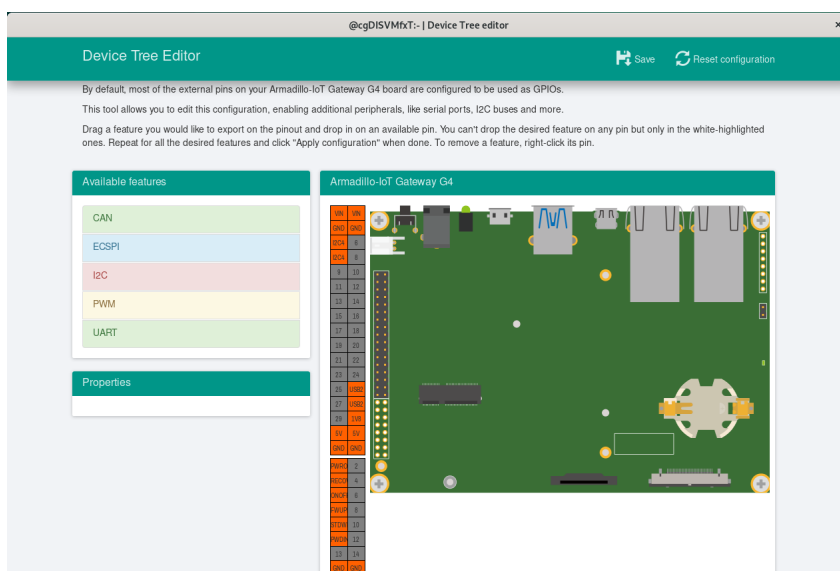 @cgDISVMfxT:~ | Device Tree editor
×
Device Tree Editor
Save
Reset configuration
By default, most of the external pins on your Armadillo-IoT Gateway G4 board are configured to be used as GPIOs.
This tool allows you to edit this configuration, enabling additional peripherals, like serial ports, I2C buses and more.
Drag a feature you would like to export on the pinout and drop in on an available pin. You can't drop the desired feature on any pin but only in the white-highlighted
ones. Repeat for all the desired features and click "Apply configuration" when done. To remove a feature, right-click its pin.
Available features
CAN
ECSPI
I2C
PWM
UART
Properties
Armadillo-IoT Gateway G4
VIN VIN
GND GND
I2C4 6
I2C4 8
9 10
11 12
13 14
15 16
17 18
19 20
21 22
23 24
25 USB2
27 USB2
29 1V8
5V 5V
GND GND
PWRO 2
RECOV 4
ONOFF 6
FWUP 8
10
PWDIN 12
13 14
GND GND